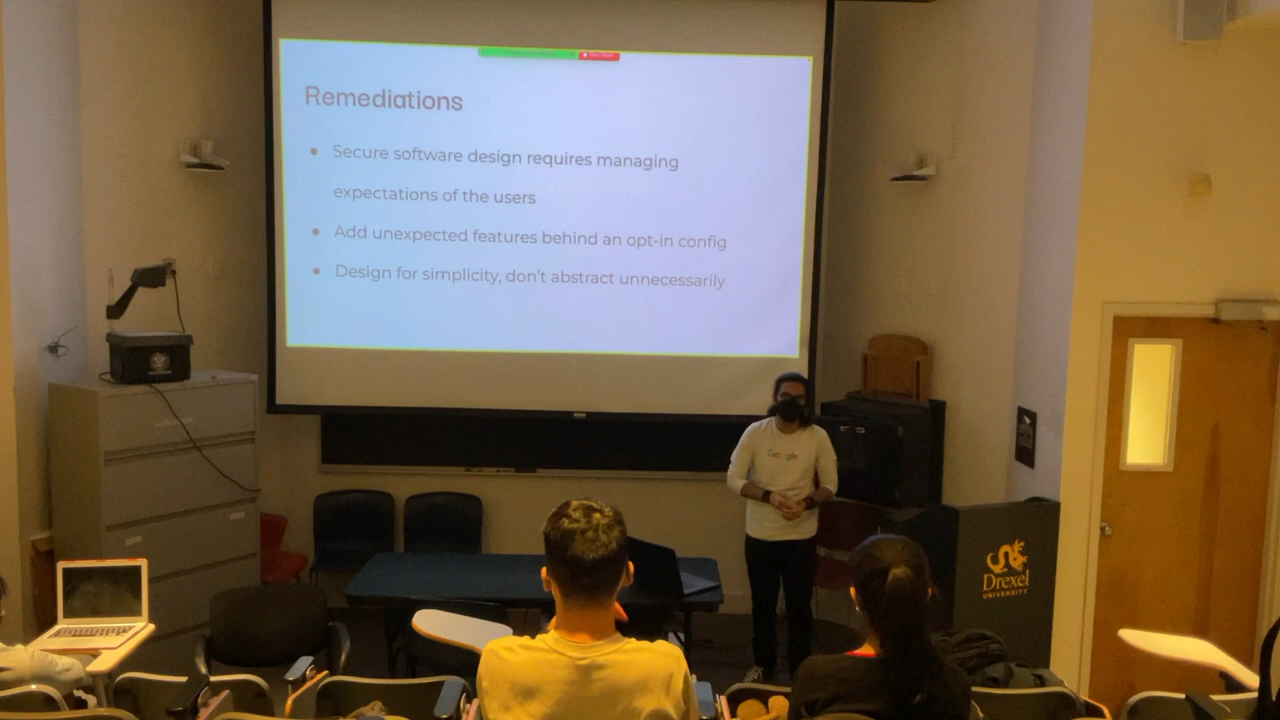 Remediations
• Secure software design requires managing
expectations of the users
• Add unexpected features behind an opt-in config
• Design for simplicity, don't abstract unnecessarily
Google
Drexel
UNIVERSITY